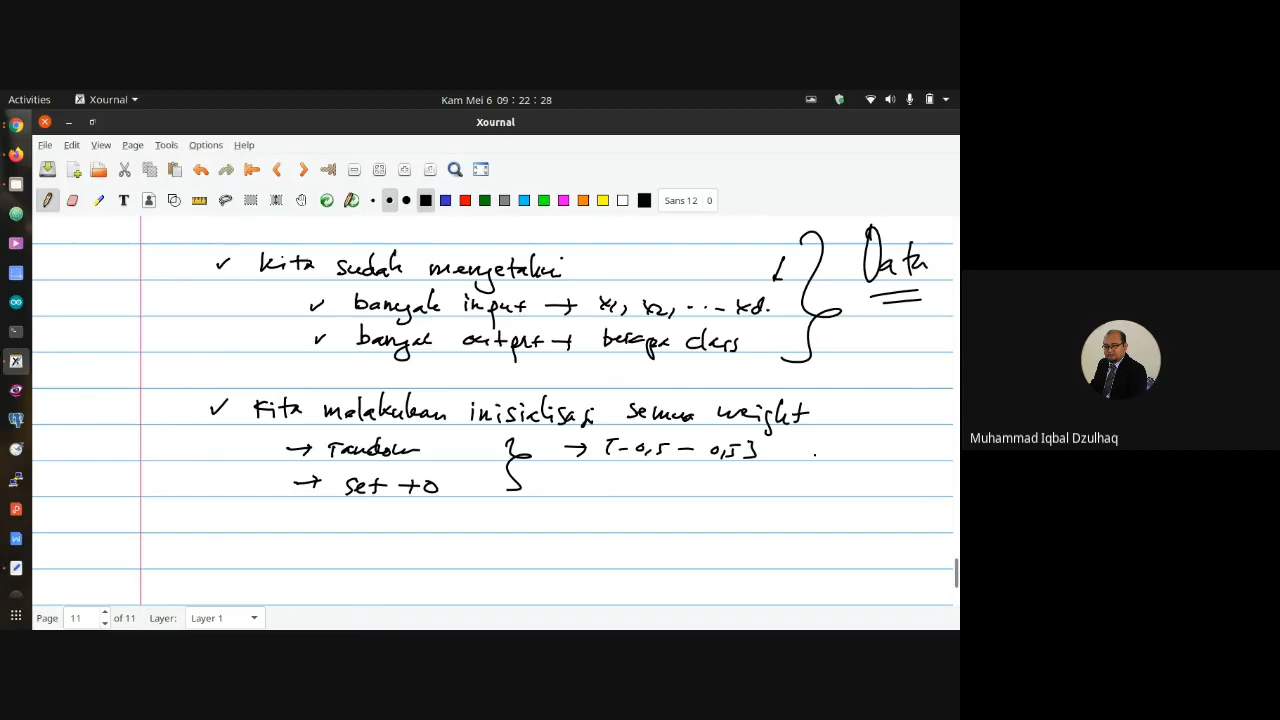 Activities
Xournal
Kam Mei 6 09 : 22 : 28
Xournal
File Edit View Page Tools Options Help
Sans 12 0
✓ Kita sudah mengetahui
✓ banyak input → x1, x2, ... xd.
✓ banyak output → berapa class
} Data
✓ Kita melakukan inisialisasi semua weight
→ random
→ set to 0
} → [-0,5 - 0,5]
Page 11 of 11 Layer: Layer 1
Muhammad Iqbal Dzulhaq